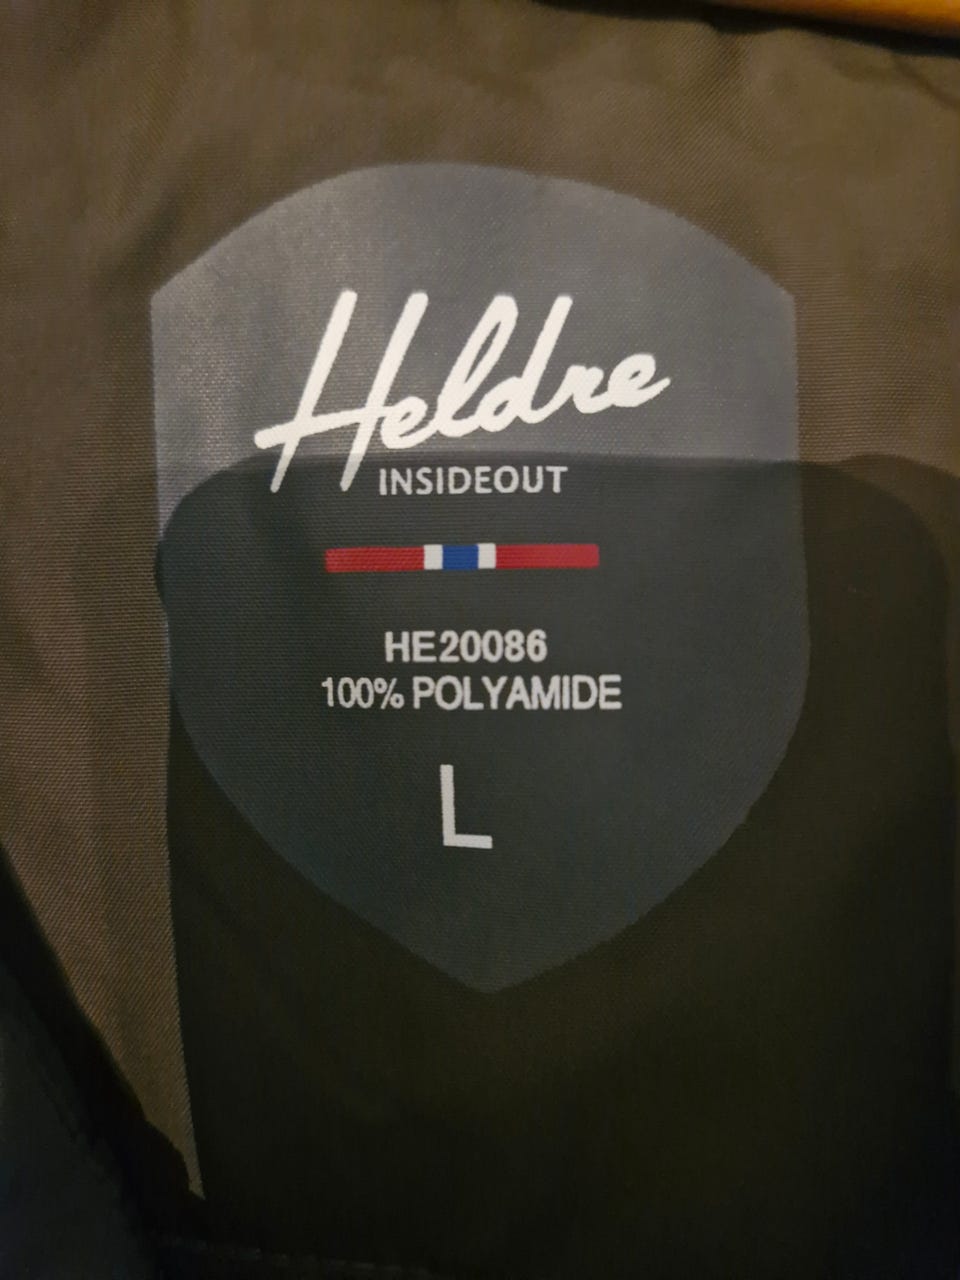 Heldre
INSIDEOUT
HE20086
100% POLYAMIDE
L